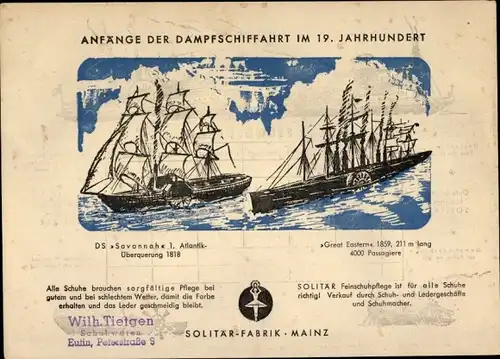 ANFÄNGE DER DAMPFSCHIFFAHRT IM 19. JAHRHUNDERT
DS »Savannah« 1. Atlantik-
Überquerung 1818
»Great Eastern«. 1859, 211 m lang
4000 Passagiere
Alle Schuhe brauchen sorgfältige Pflege bei
gutem und bei schlechtem Wetter, damit die Farbe
erhalten und das Leder geschmeidig bleibt.
SOLITÄR Feinschuhpflege ist für alle Schuhe
richtig! Verkauf durch Schuh- und Ledergeschäfte
und Schuhmacher.
Wilh. Tietgen
Schuhwaren
Eutin, Peterstraße 9
SOLITÄR-FABRIK · MAINZ